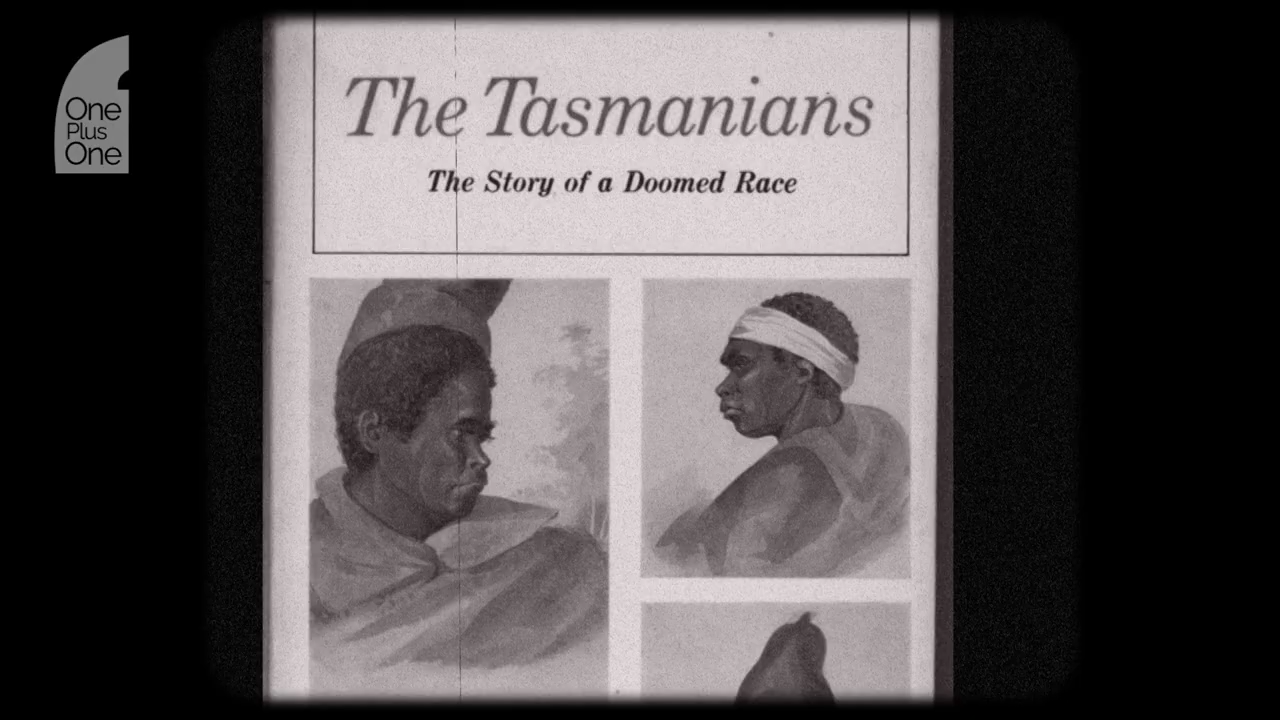 One
Plus
One
The Tasmanians
The Story of a Doomed Race